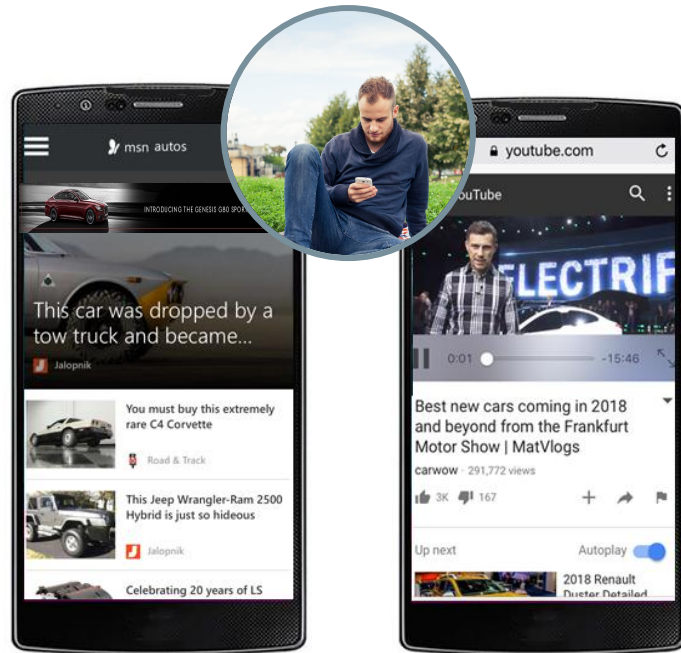 msn autos
INTRODUCING THE GENESIS G80 SPOR
This car was dropped by a
tow truck and became...
Jalopnik
You must buy this extremely
rare C4 Corvette
Road & Track
This Jeep Wrangler-Ram 2500
Hybrid is just so hideous
Jalopnik
Celebrating 20 years of LS
youtube.com
ouTube
ELECTRIF
0:01
-15:46
Best new cars coming in 2018
and beyond from the Frankfurt
Motor Show | MatVlogs
carwow · 291,772 views
3K 167
Up next Autoplay
2018 Renault
Duster Detailed